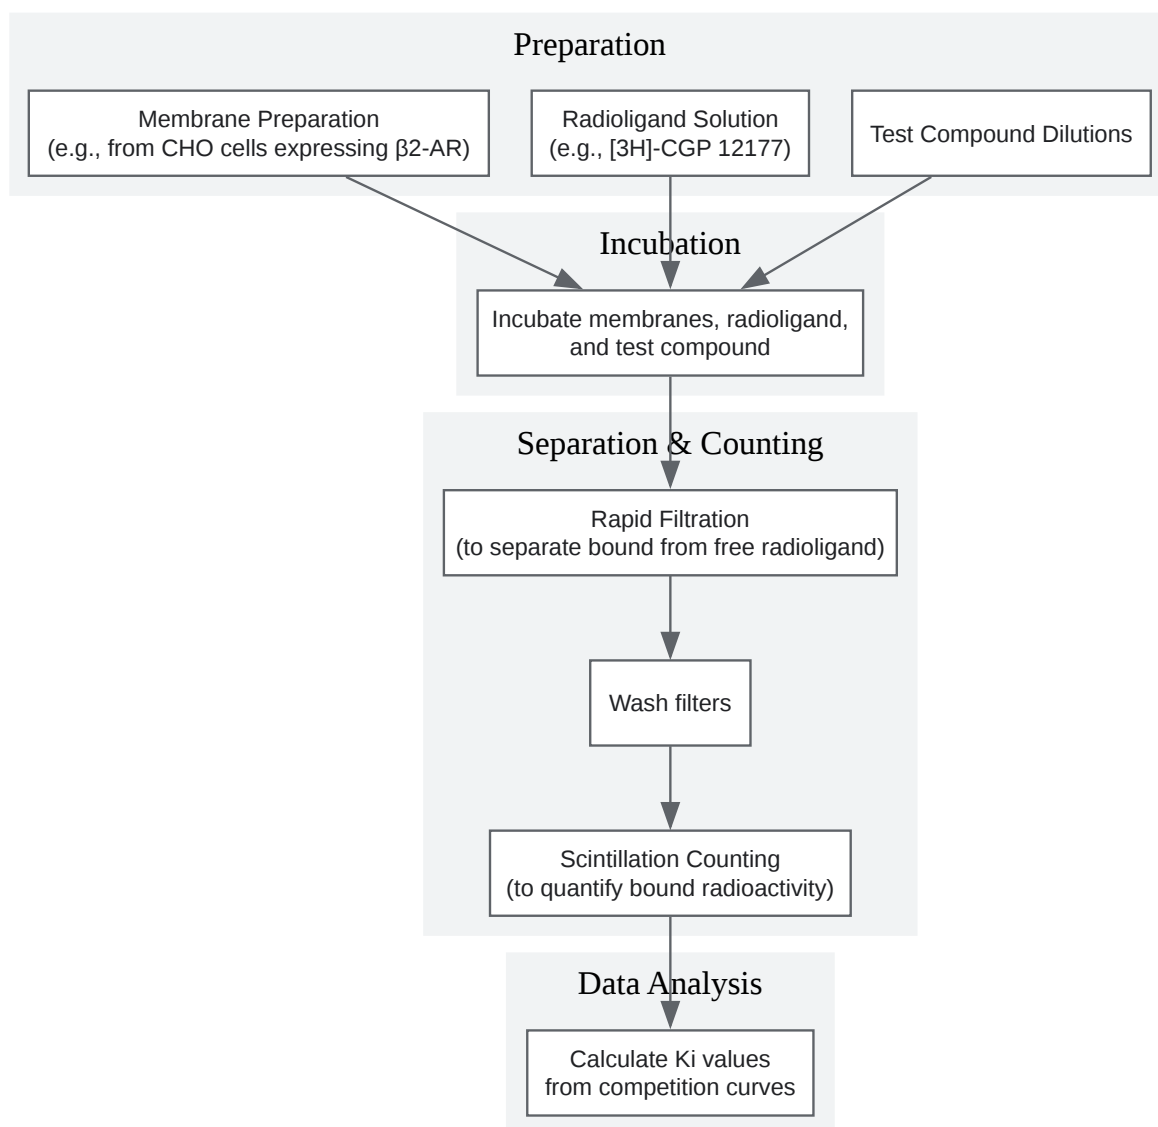 Preparation
Membrane Preparation
(e.g., from CHO cells expressing β2-AR)
Radioligand Solution
(e.g., [3H]-CGP 12177)
Test Compound Dilutions
Incubation
Incubate membranes, radioligand,
and test compound
Separation & Counting
Rapid Filtration
(to separate bound from free radioligand)
Wash filters
Scintillation Counting
(to quantify bound radioactivity)
Data Analysis
Calculate Ki values
from competition curves